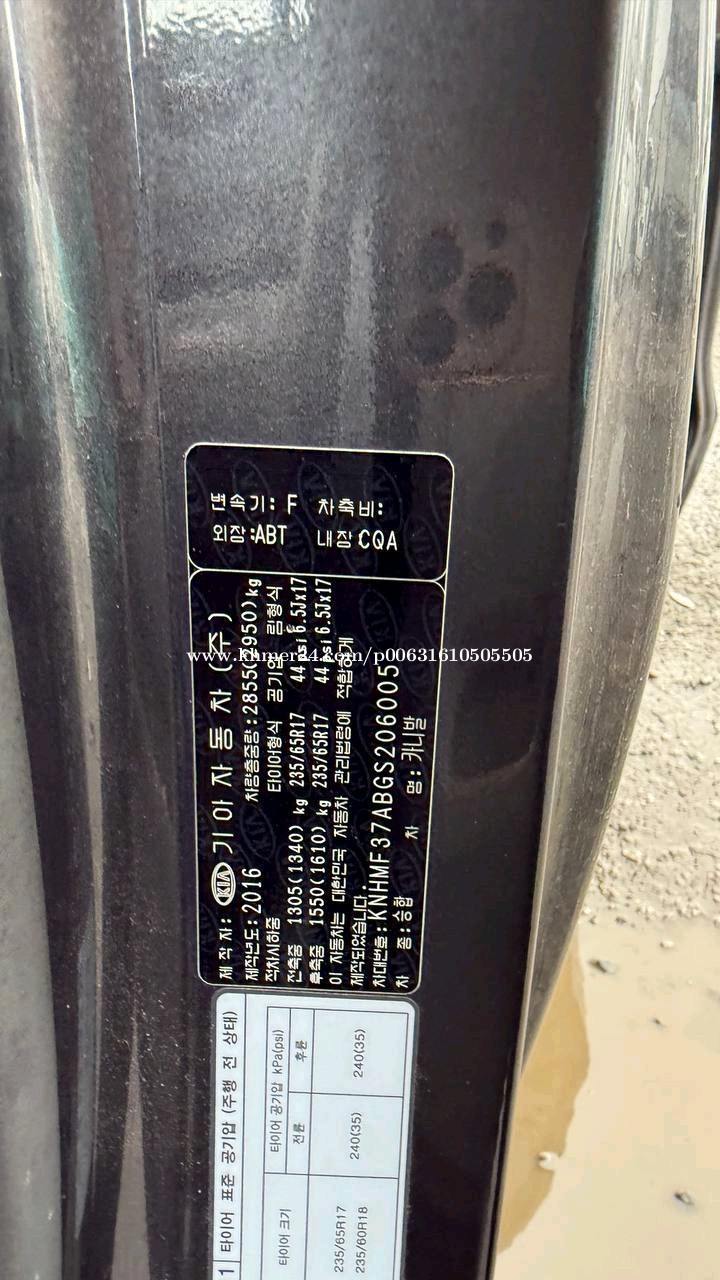 변속기: F 차축비:
외장:ABT 내장:CQA
제 작 자: KIA 기 아 자 동 차 (주)
제작년도:2016 차량총중량:2855(2950)kg
적차시하중 타이어형식 공기압 림형식
전축중 1305(1340) kg 235/65R17 44 psi 6.5Jx17
후축중 1550(1610) kg 235/65R17 44 psi 6.5Jx17
이 자동차는 대한민국 자동차 관리법령에 적합하게
제작되었습니다.
차대번호:KNHMF37ABGS206005
차 종:승합 차 명:카니발
www.khmer24.com/p00631610505505
1 타이어 표준 공기압 (주행 전 상태)
타이어 크기 타이어 공기압 kPa(psi)
전륜 후륜
235/65R17
235/60R18 240(35) 240(35)